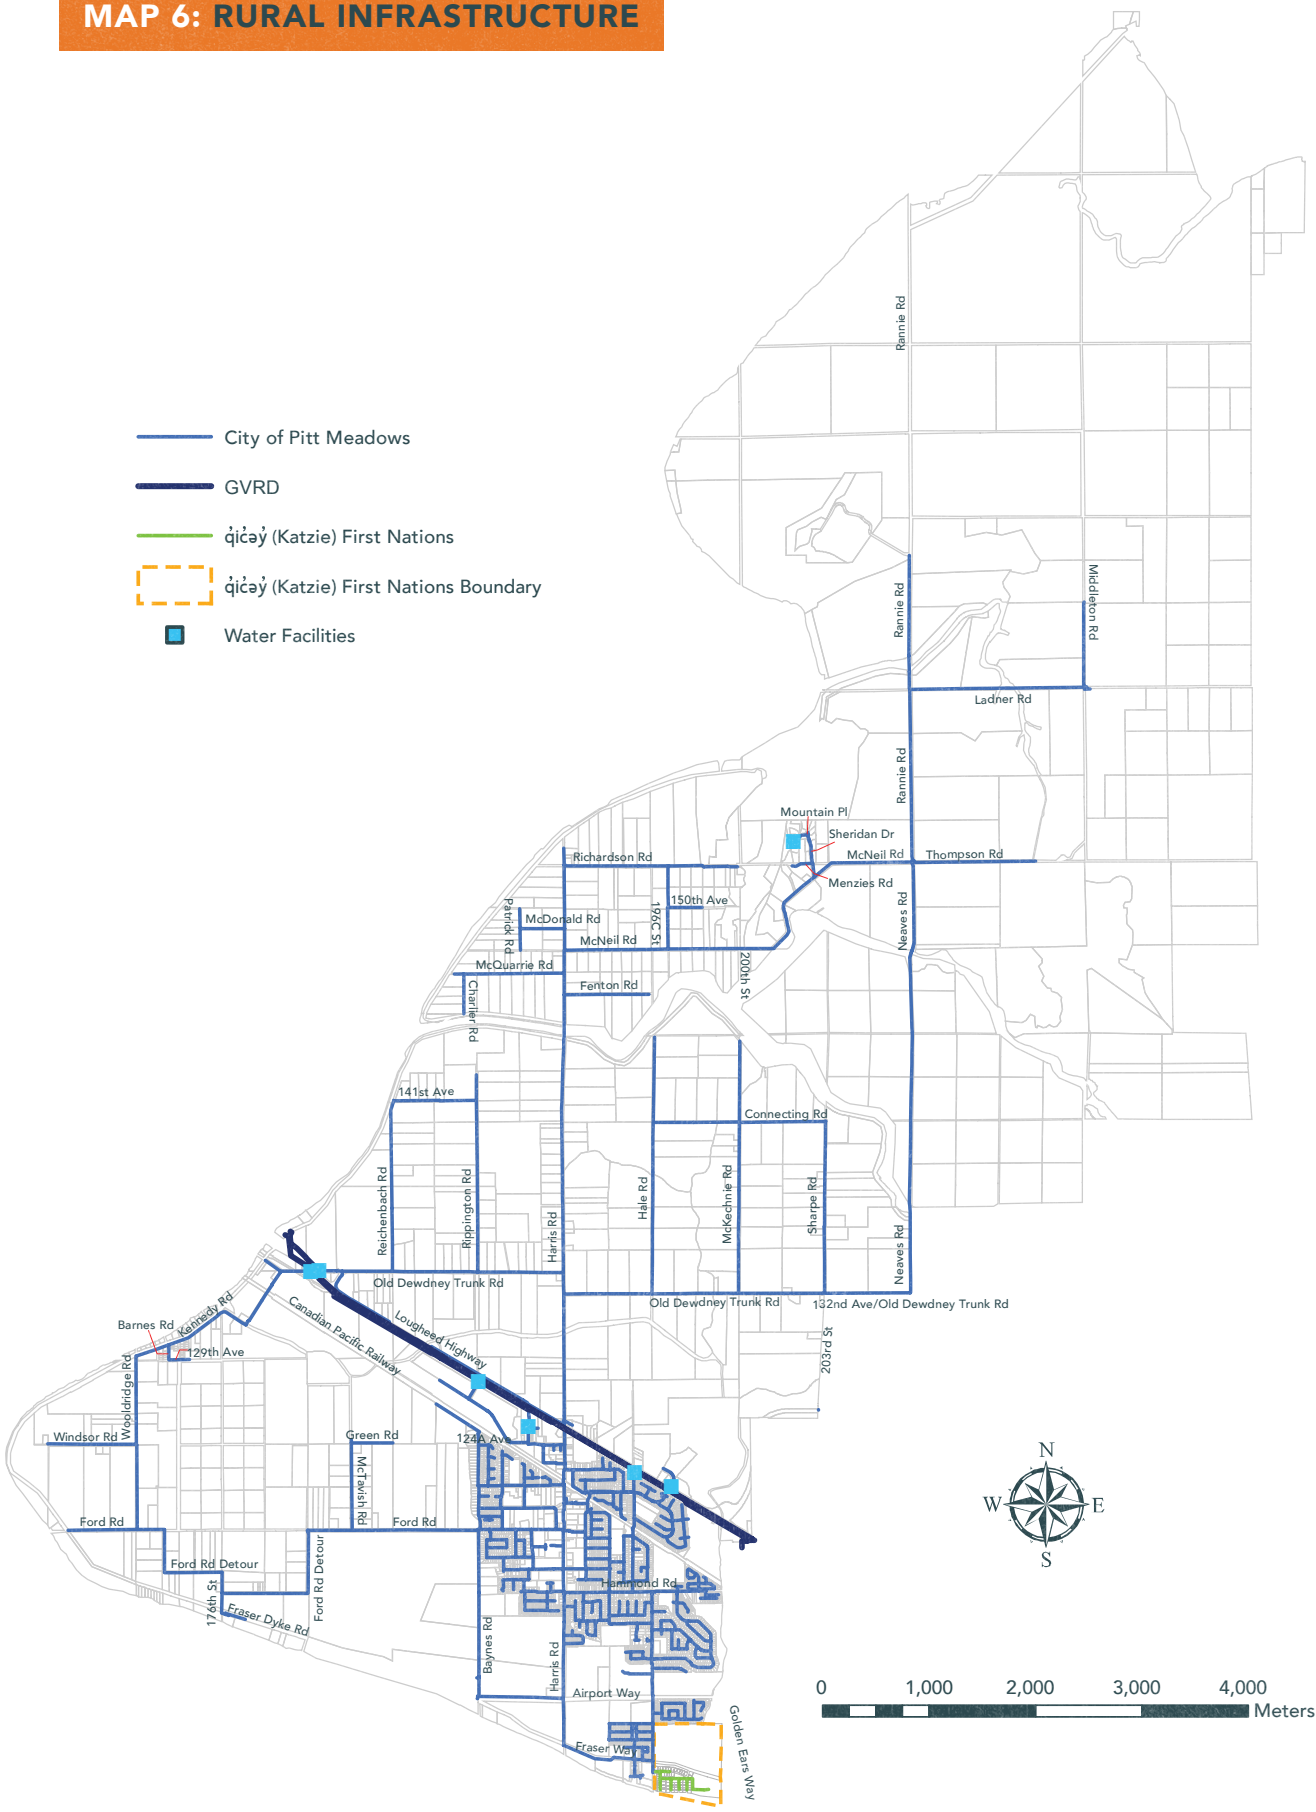 MAP 6: RURAL INFRASTRUCTURE
Rannie Rd
City of Pitt Meadows
GVRD
q̓ic̓əy̓ (Katzie) First Nations
q̓ic̓əy̓ (Katzie) First Nations Boundary
Water Facilities
Rannie Rd
Middleton Rd
Ladner Rd
Rannie Rd
Mountain Pl
Sheridan Dr
Richardson Rd
McNeil Rd
Thompson Rd
Menzies Rd
150th Ave
Patrick Rd
McDonald Rd
196C St
Neaves Rd
McNeil Rd
McQuarrie Rd
200th St
Charlier Rd
Fenton Rd
141st Ave
Connecting Rd
Reichenbach Rd
Rippington Rd
Harris Rd
Hale Rd
McKechnie Rd
Sharpe Rd
Neaves Rd
Old Dewdney Trunk Rd
Old Dewdney Trunk Rd
132nd Ave/Old Dewdney Trunk Rd
Kennedy Rd
Canadian Pacific Railway
Lougheed Highway
Barnes Rd
129th Ave
203rd St
Wooldridge Rd
Windsor Rd
Green Rd
124A Ave
McTavish Rd
N
W
E
S
Ford Rd
Ford Rd
Ford Rd Detour
Ford Rd Detour
176th St
Fraser Dyke Rd
Hammond Rd
Baynes Rd
Harris Rd
Airport Way
Golden Ears Way
Fraser Way
0 1,000 2,000 3,000 4,000
Meters